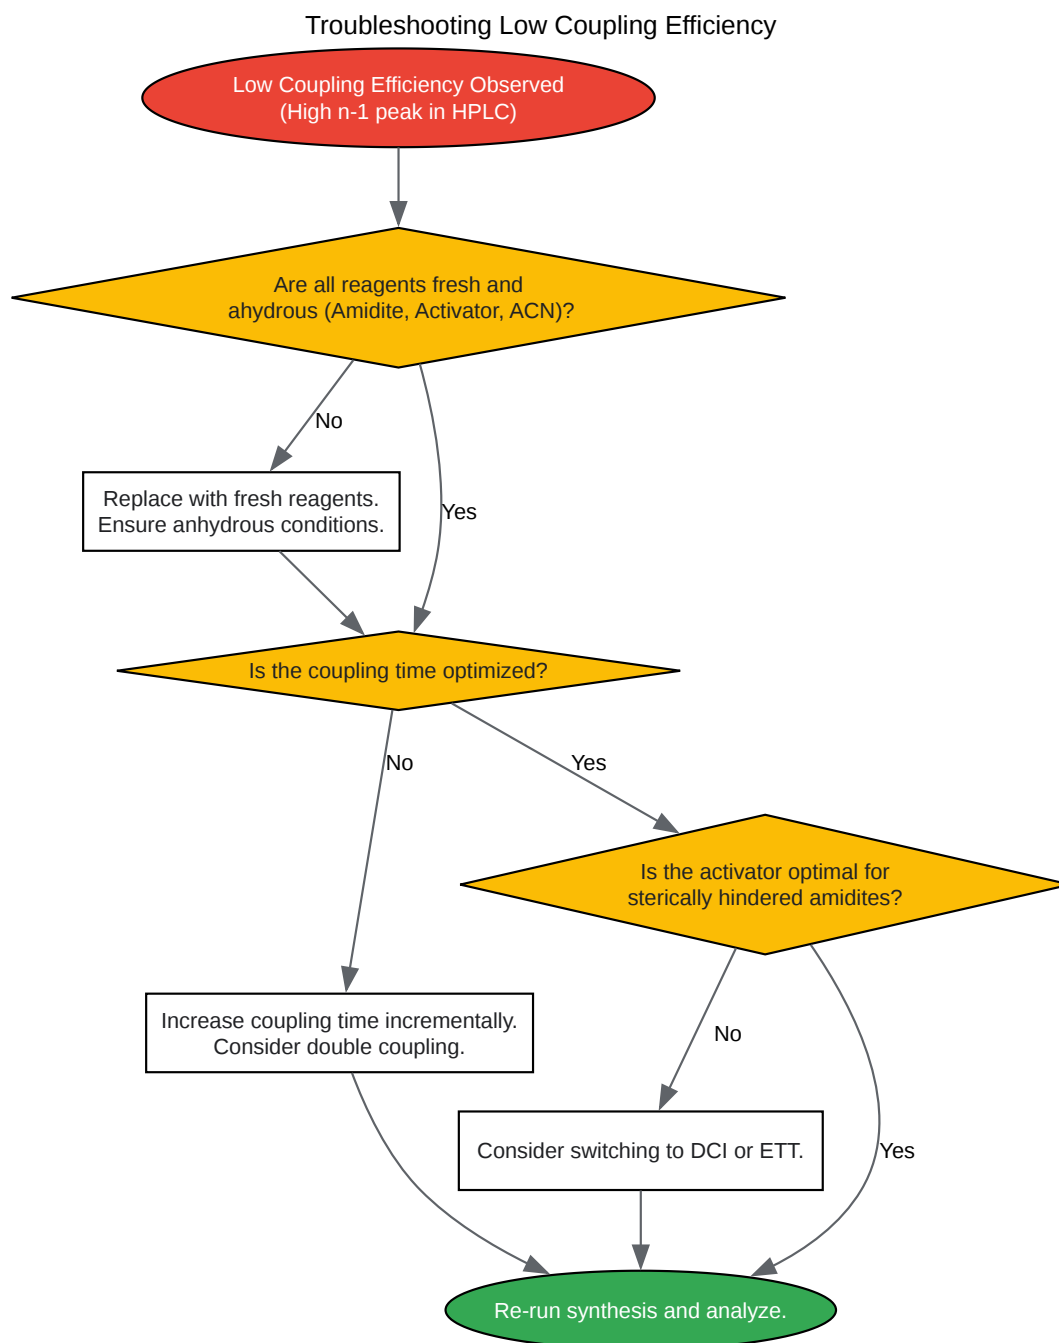 Troubleshooting Low Coupling Efficiency
Low Coupling Efficiency Observed
(High n-1 peak in HPLC)
Are all reagents fresh and
ahydrous (Amidite, Activator, ACN)?
No
Yes
Replace with fresh reagents.
Ensure anhydrous conditions.
Is the coupling time optimized?
No
Yes
Is the activator optimal for
sterically hindered amidites?
Increase coupling time incrementally.
Consider double coupling.
No
Yes
Consider switching to DCI or ETT.
Re-run synthesis and analyze.